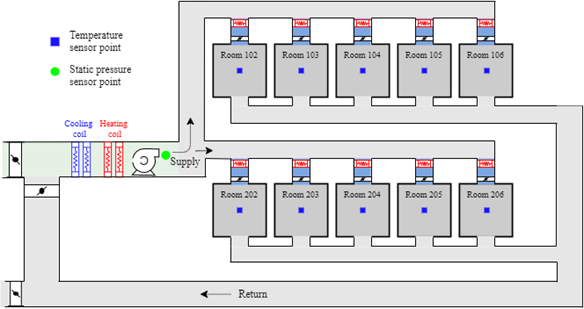 Temperature
sensor point
Static pressure
sensor point
Room 102
Room 103
Room 104
Room 105
Room 106
Cooling
coil
Heating
coil
Supply
Room 202
Room 203
Room 204
Room 205
Room 206
Return